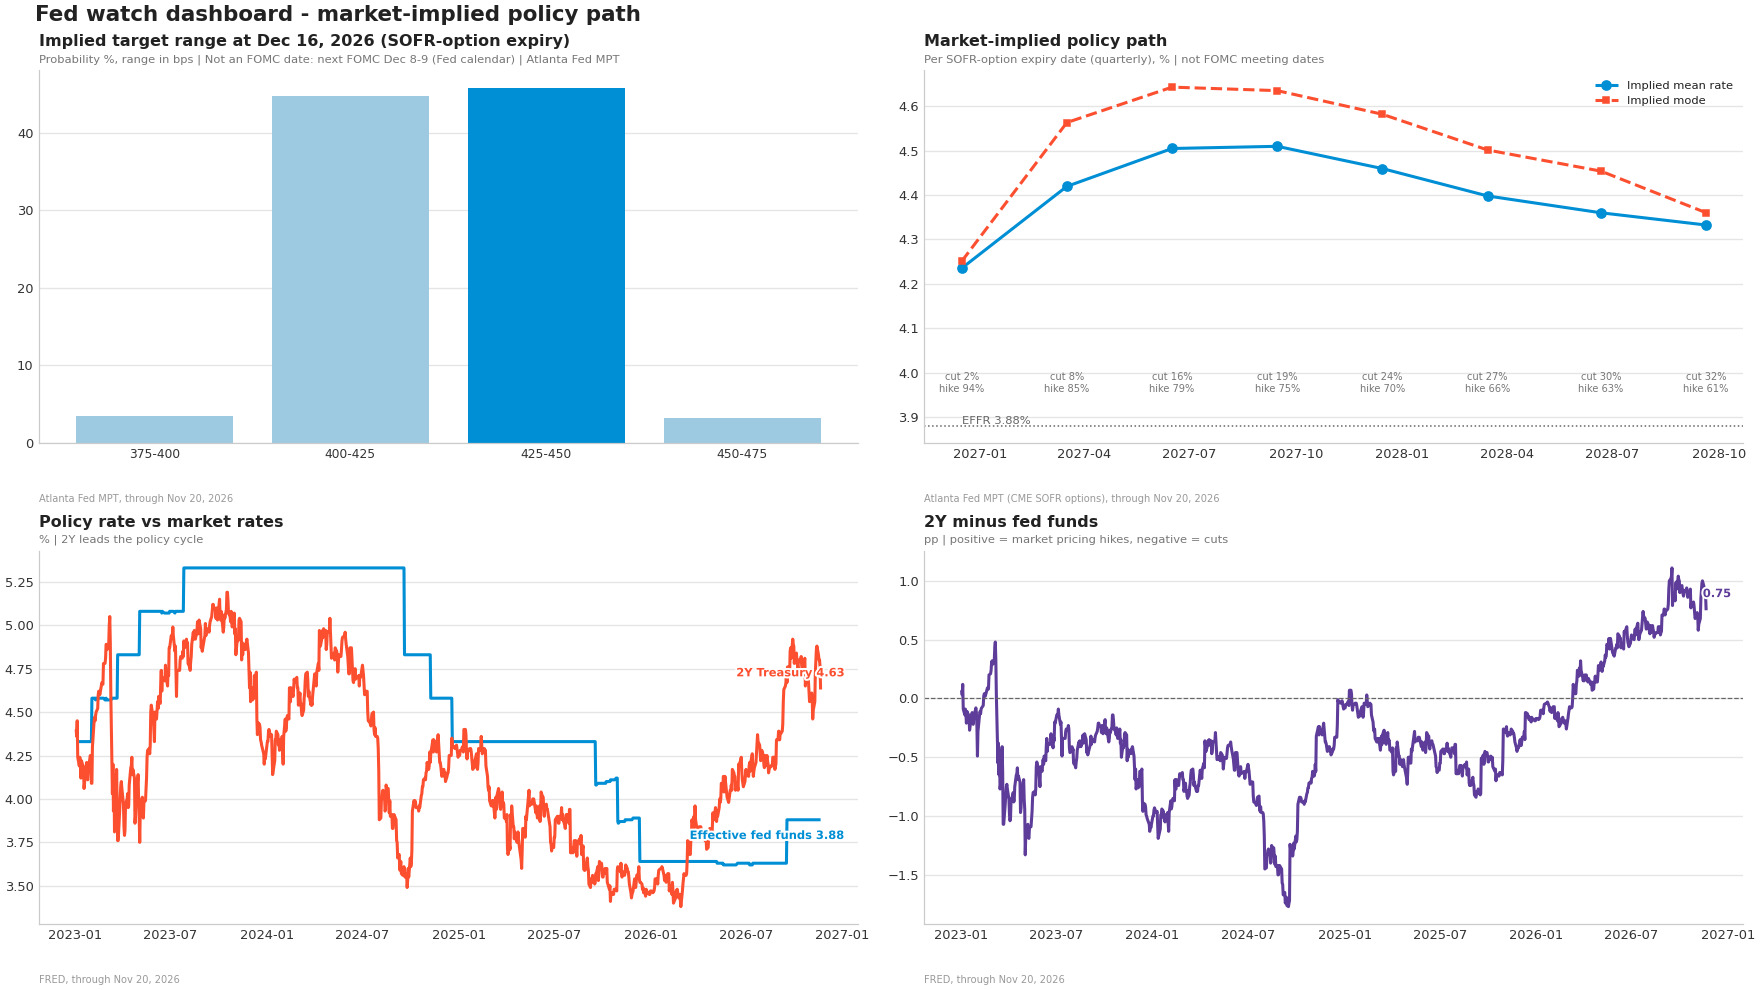 Fed watch dashboard - market-implied policy path
Implied target range at Dec 16, 2026 (SOFR-option expiry)
Probability %, range in bps | Not an FOMC date: next FOMC Dec 8-9 (Fed calendar) | Atlanta Fed MPT
40
30
20
10
0
375-400
400-425
425-450
450-475
Atlanta Fed MPT, through Nov 20, 2026
Market-implied policy path
Per SOFR-option expiry date (quarterly), % | not FOMC meeting dates
Implied mean rate
Implied mode
4.6
4.5
4.4
4.3
4.2
4.1
4.0
3.9
cut 2%
hike 94%
cut 8%
hike 85%
cut 16%
hike 79%
cut 19%
hike 75%
cut 24%
hike 70%
cut 27%
hike 66%
cut 30%
hike 63%
cut 32%
hike 61%
EFFR 3.88%
2027-01
2027-04
2027-07
2027-10
2028-01
2028-04
2028-07
2028-10
Atlanta Fed MPT (CME SOFR options), through Nov 20, 2026
Policy rate vs market rates
% | 2Y leads the policy cycle
5.25
5.00
4.75
4.50
4.25
4.00
3.75
3.50
2Y Treasury 4.63
Effective fed funds 3.88
2023-01
2023-07
2024-01
2024-07
2025-01
2025-07
2026-01
2026-07
2027-01
FRED, through Nov 20, 2026
2Y minus fed funds
pp | positive = market pricing hikes, negative = cuts
1.0
0.5
0.0
−0.5
−1.0
−1.5
0.75
2023-01
2023-07
2024-01
2024-07
2025-01
2025-07
2026-01
2026-07
2027-01
FRED, through Nov 20, 2026